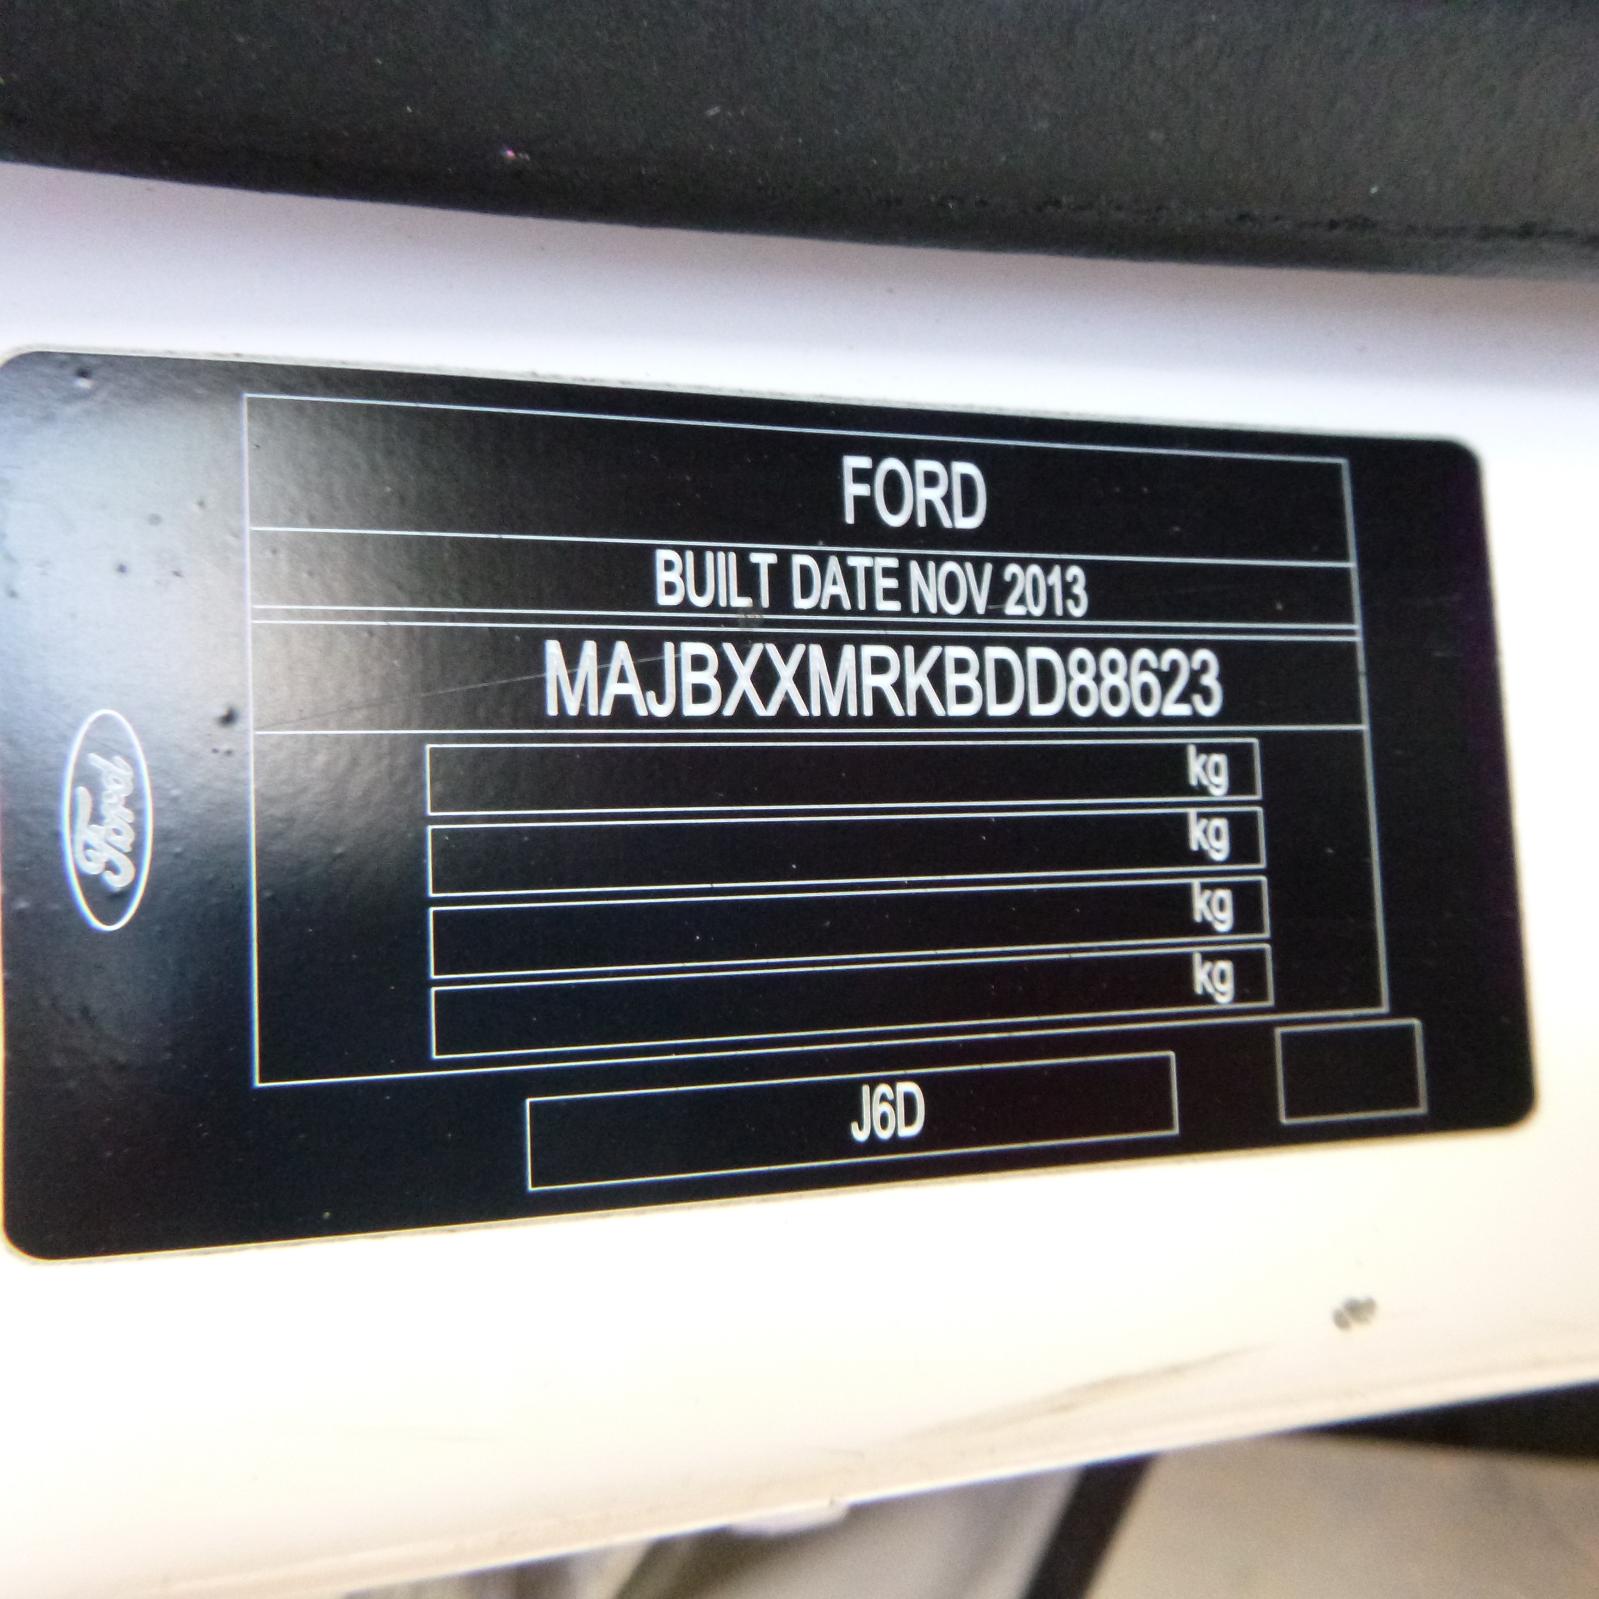 FORD
BUILT DATE NOV 2013
MAJBXXMRKBDD88623
Ford
kg
kg
kg
kg
J6D